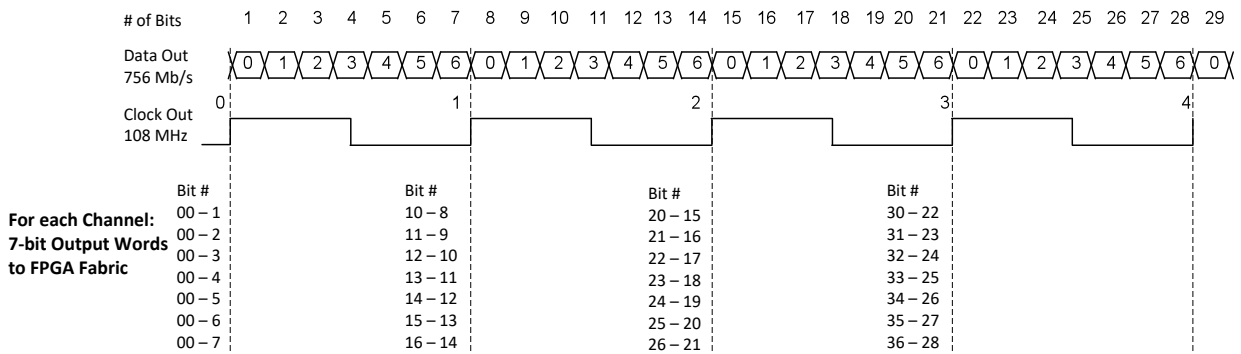 # of Bits 1 2 3 4 5 6 7 8 9 10 11 12 13 14 15 16 17 18 19 20 21 22 23 24 25 26 27 28 29
Data Out
756 Mb/s
0 1 2 3 4 5 6 0 1 2 3 4 5 6 0 1 2 3 4 5 6 0 1 2 3 4 5 6 0
0 1 2 3 4
Clock Out
108 MHz
For each Channel:
7-bit Output Words
to FPGA Fabric
Bit #
00 – 1
00 – 2
00 – 3
00 – 4
00 – 5
00 – 6
00 – 7
Bit #
10 – 8
11 – 9
12 – 10
13 – 11
14 – 12
15 – 13
16 – 14
Bit #
20 – 15
21 – 16
22 – 17
23 – 18
24 – 19
25 – 20
26 – 21
Bit #
30 – 22
31 – 23
32 – 24
33 – 25
34 – 26
35 – 27
36 – 28